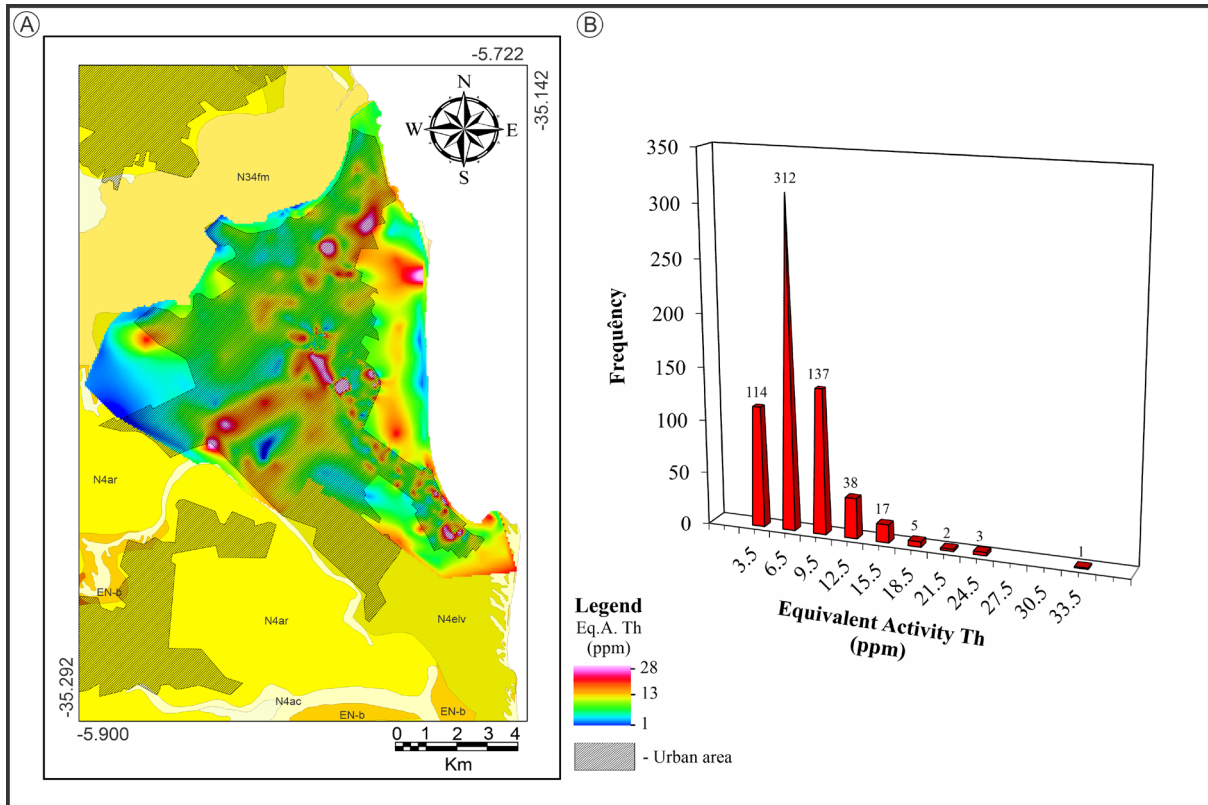 A
-5.722
-35.142
N
W
E
S
N34fm
N4ar
EN-b
N4ar
N4elv
N4ac
EN-b
EN-b
-35.292
-5.900
0 1 2 3 4
Km
Legend
Eq.A. Th
(ppm)
28
13
1
- Urban area
B
Frequêncy
350
300
250
200
150
100
50
0
114
312
137
38
17
5
2
3
1
3.5
6.5
9.5
12.5
15.5
18.5
21.5
24.5
27.5
30.5
33.5
Equivalent Activity Th
(ppm)